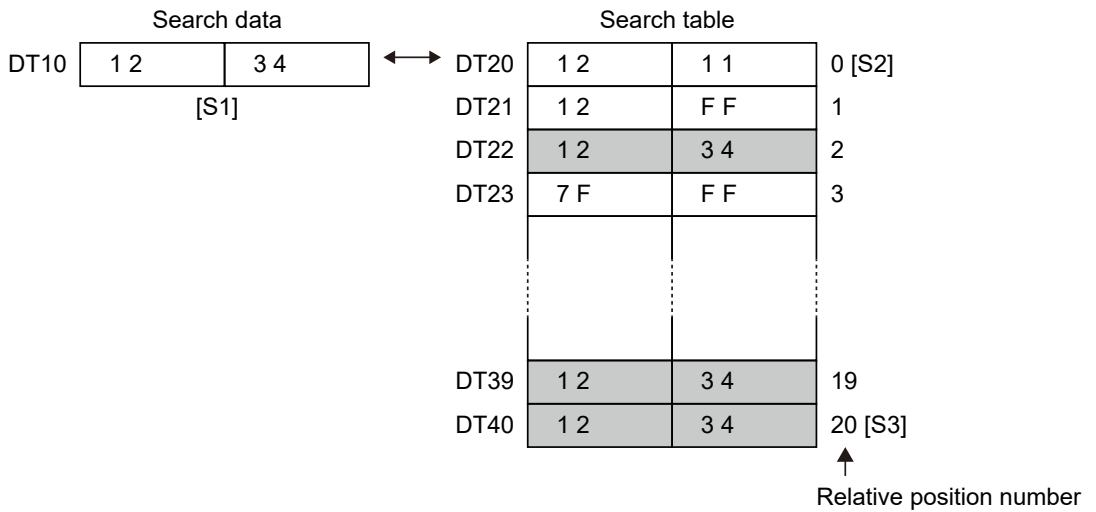 Search data Search table
DT10 1 2 3 4 DT20 1 2 1 1 0 [S2]
[S1] DT21 1 2 F F 1
DT22 1 2 3 4 2
DT23 7 F F F 3
DT39 1 2 3 4 19
DT40 1 2 3 4 20 [S3]
Relative position number